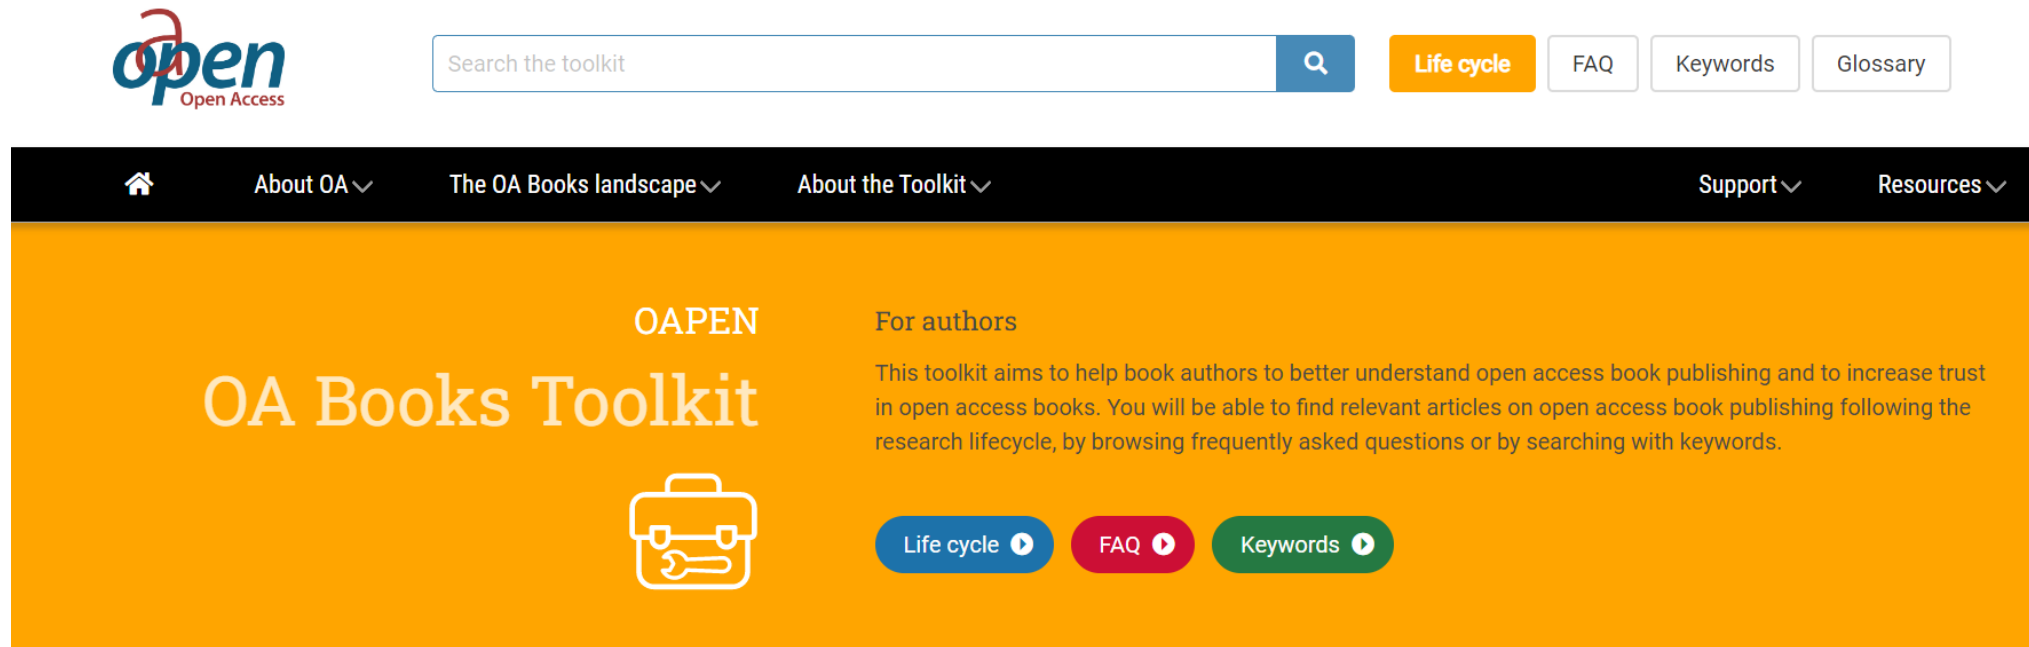 oapen
Open Access
Search the toolkit
Life cycle
FAQ
Keywords
Glossary
About OA
The OA Books landscape
About the Toolkit
Support
Resources
OAPEN
OA Books Toolkit
For authors
This toolkit aims to help book authors to better understand open access book publishing and to increase trust
in open access books. You will be able to find relevant articles on open access book publishing following the
research lifecycle, by browsing frequently asked questions or by searching with keywords.
Life cycle
FAQ
Keywords